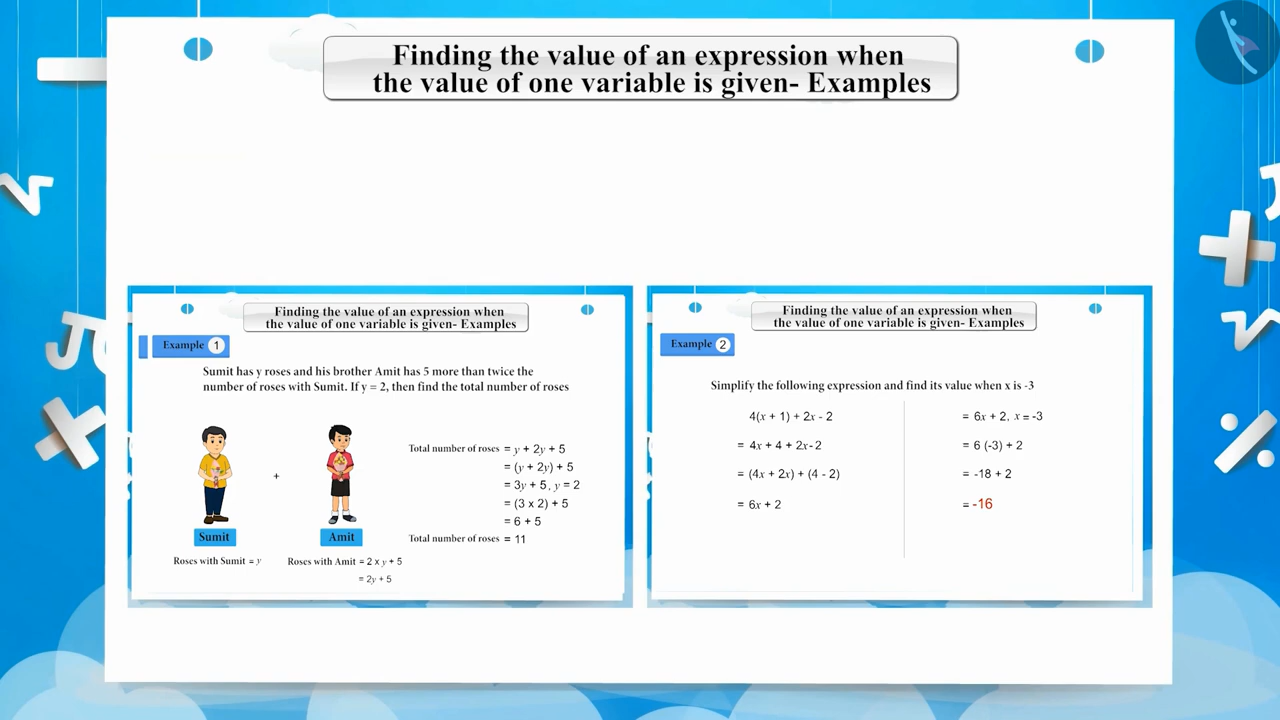 Finding the value of an expression when
the value of one variable is given- Examples
Finding the value of an expression when
the value of one variable is given- Examples
Example 1
Sumit has y roses and his brother Amit has 5 more than twice the
number of roses with Sumit. If y = 2, then find the total number of roses
Total number of roses = y + 2y + 5
= (y + 2y) + 5
+
= 3y + 5, y = 2
= (3 x 2) + 5
= 6 + 5
Sumit
Amit
Total number of roses = 11
Roses with Sumit = y
Roses with Amit = 2 x y + 5
= 2y + 5
Finding the value of an expression when
the value of one variable is given- Examples
Example 2
Simplify the following expression and find its value when x is -3
4(x + 1) + 2x - 2
= 4x + 4 + 2x-2
= (4x + 2x) + (4 - 2)
= 6x + 2
= 6x + 2, x = -3
= 6 (-3) + 2
= -18 + 2
= -16